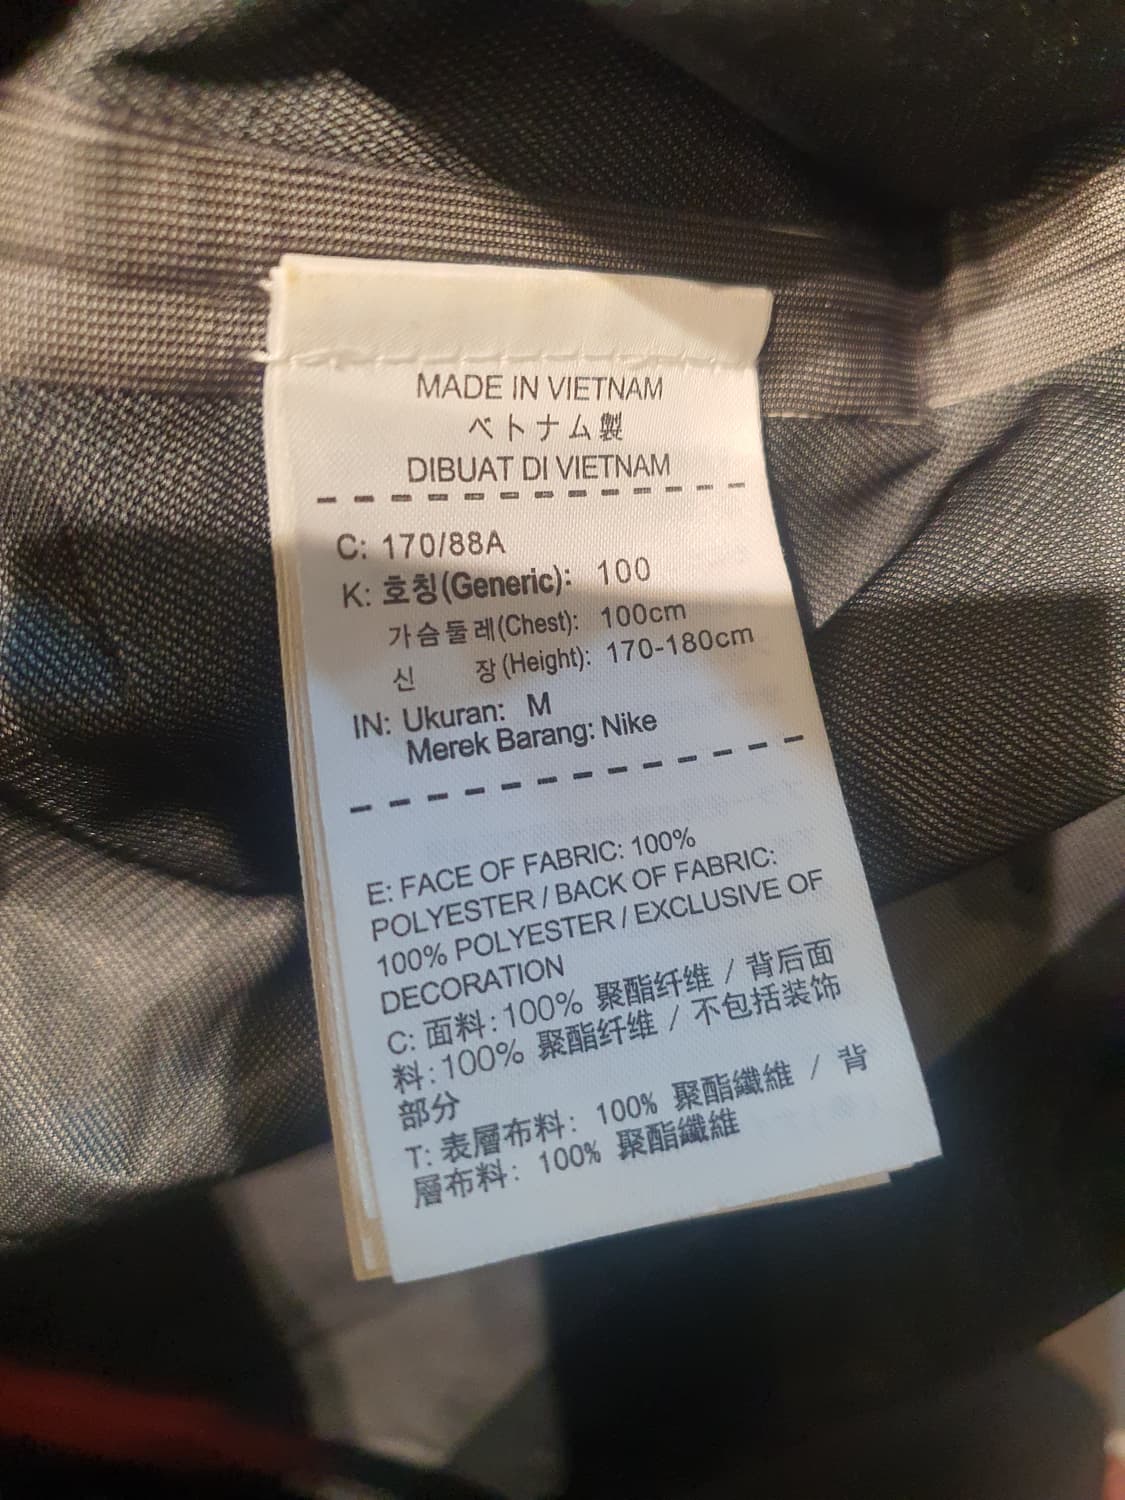 MADE IN VIETNAM
ベトナム製
DIBUAT DI VIETNAM
C: 170/88A
K: 호칭(Generic): 100
가슴둘레(Chest): 100cm
신 장(Height): 170-180cm
IN: Ukuran: M
Merek Barang: Nike
E: FACE OF FABRIC: 100%
POLYESTER / BACK OF FABRIC:
100% POLYESTER / EXCLUSIVE OF
DECORATION
C: 面料: 100% 聚酯纤维 / 背后面
料: 100% 聚酯纤维 / 不包括装饰
部分
T: 表層布料: 100% 聚酯纖維 / 背
層布料: 100% 聚酯纖維